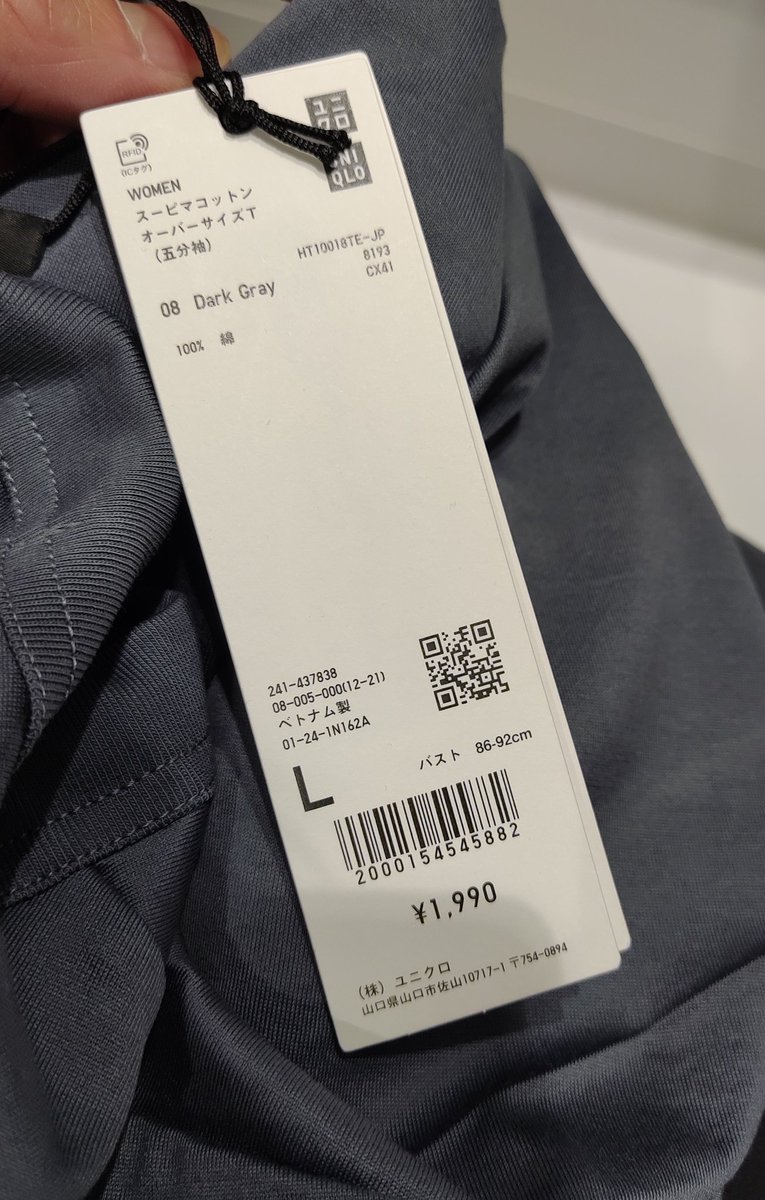 ユニ
クロ
UNI
QLO
RFID
(ICタグ)
WOMEN
スーピマコットン
オーバーサイズT
(五分袖)
HT10018TE-JP
8193
CX41
08 Dark Gray
100% 綿
241-437838
08-005-000(12-21)
ベトナム製
01-24-1N162A
L
バスト 86-92cm
2000154545882
¥1,990
(株) ユニクロ
山口県山口市佐山10717-1 〒754-0894